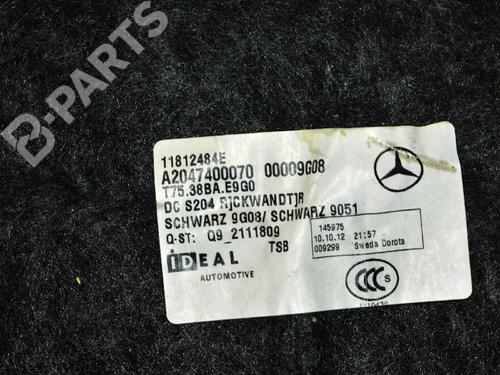 B-PARTS
11812484E
A2047400070 00009G08
T75.38BA.E9G0
DC S204 R]CKWANDT]R
SCHWARZ 9G08/ SCHWARZ 9051
Q-ST: Q9_2111809 TSB
IDEAL
AUTOMOTIVE
145975
10.10.12 21:57
009299 Sweda Dorota
CCC S